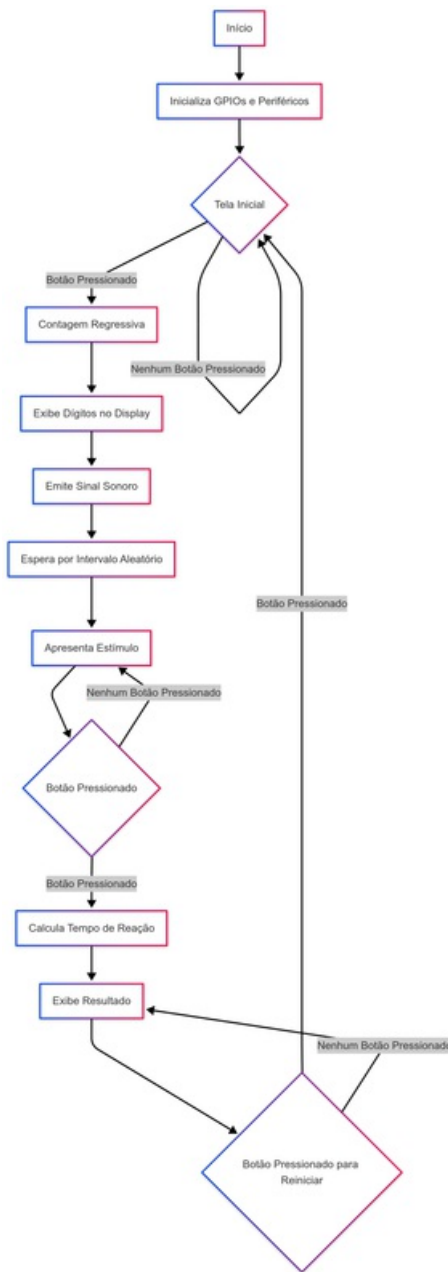 Início
Inicializa GPIOs e Periféricos
Tela Inicial
Botão Pressionado
Contagem Regressiva
Nenhum Botão Pressionado
Exibe Dígitos no Display
Emite Sinal Sonoro
Espera por Intervalo Aleatório
Botão Pressionado
Apresenta Estímulo
Nenhum Botão Pressionado
Botão Pressionado
Botão Pressionado
Calcula Tempo de Reação
Exibe Resultado
Nenhum Botão Pressionado
Botão Pressionado para
Reiniciar